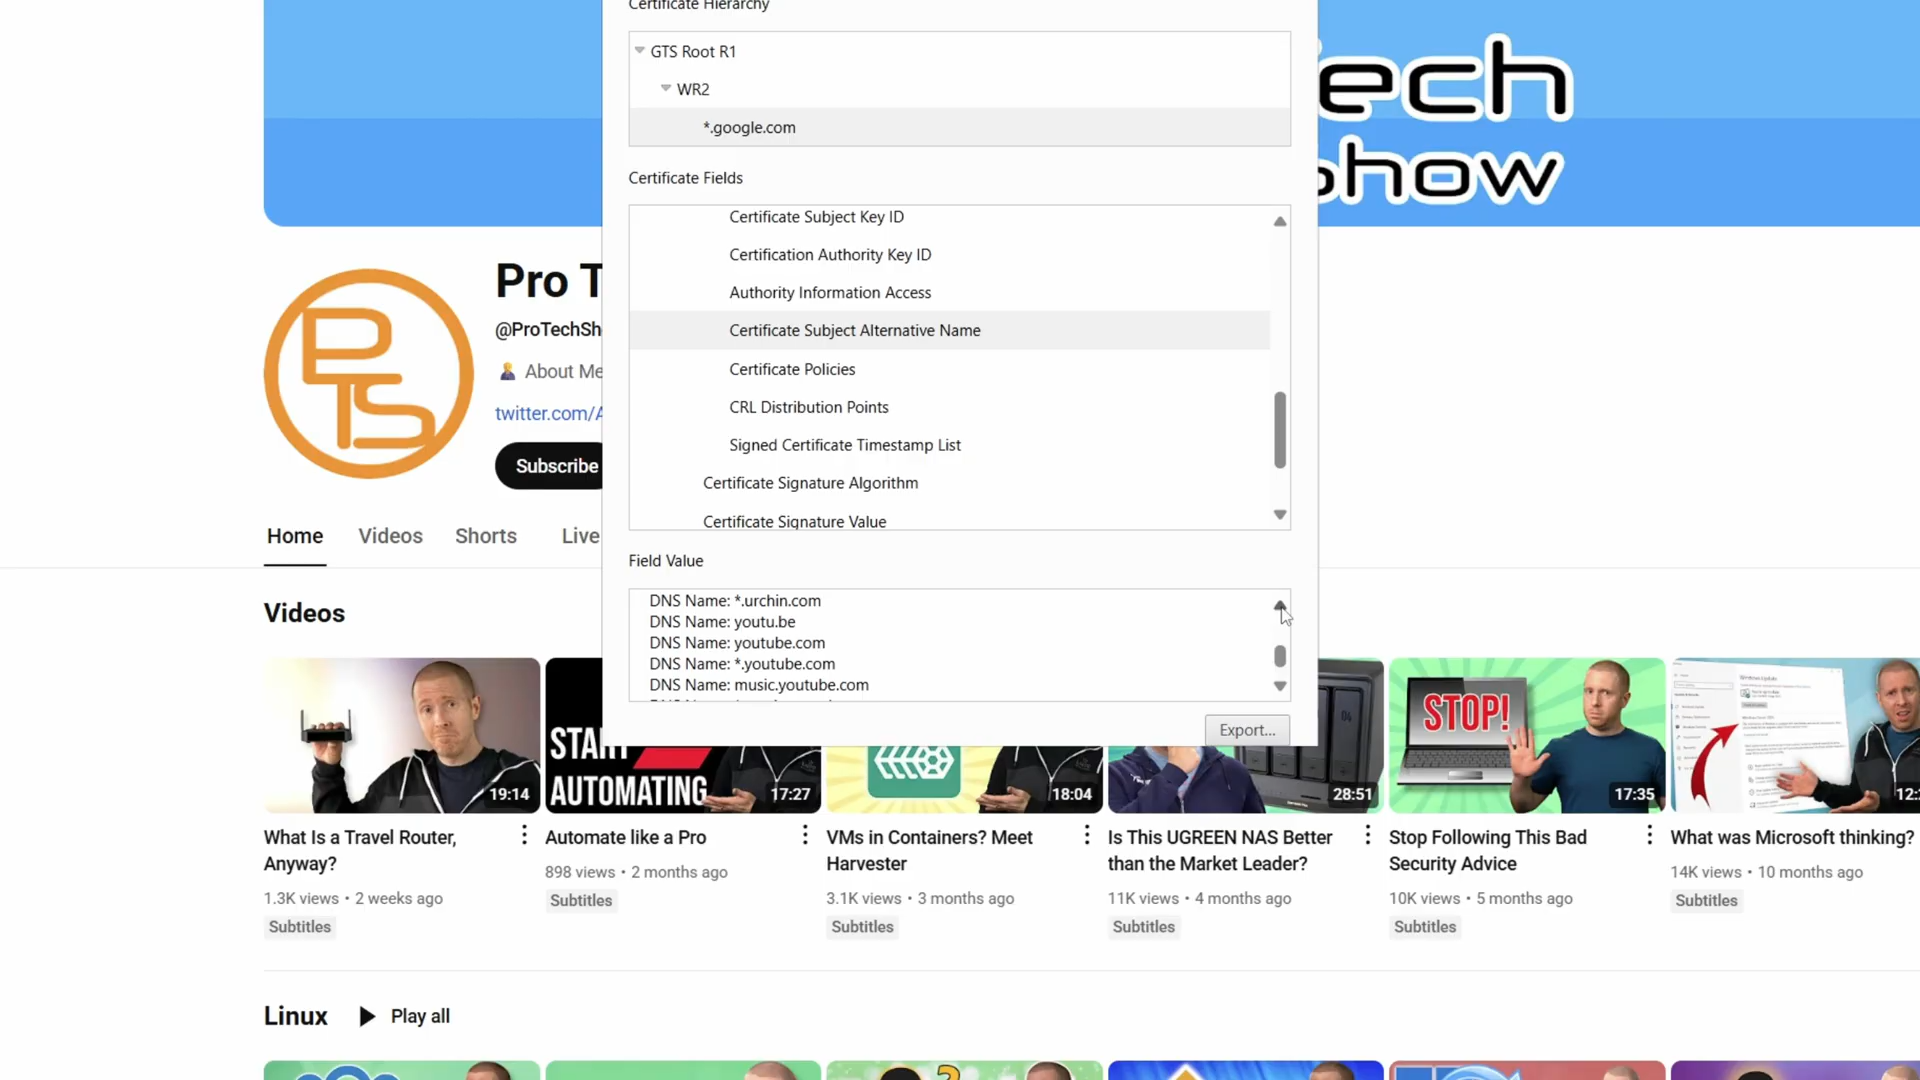 Certificate Hierarchy
GTS Root R1
WR2
*.google.com
ech
Show
Certificate Fields
Certificate Subject Key ID
Certification Authority Key ID
Authority Information Access
Certificate Subject Alternative Name
Certificate Policies
CRL Distribution Points
Signed Certificate Timestamp List
Certificate Signature Algorithm
Certificate Signature Value
PTS
Pro T
@ProTechSh
About Me
twitter.com/
Subscribe
Home Videos Shorts Live
Field Value
DNS Name: *.urchin.com
DNS Name: youtu.be
DNS Name: youtube.com
DNS Name: *.youtube.com
DNS Name: music.youtube.com
Export...
Videos
19:14
START
AUTOMATING
17:27
18:04
04
28:51
STOP!
17:35
Windows Update
12:
What Is a Travel Router,
Anyway?
1.3K views • 2 weeks ago
Subtitles
Automate like a Pro
898 views • 2 months ago
Subtitles
VMs in Containers? Meet
Harvester
3.1K views • 3 months ago
Subtitles
Is This UGREEN NAS Better
than the Market Leader?
11K views • 4 months ago
Subtitles
Stop Following This Bad
Security Advice
10K views • 5 months ago
Subtitles
What was Microsoft thinking?
14K views • 10 months ago
Subtitles
Linux Play all
?